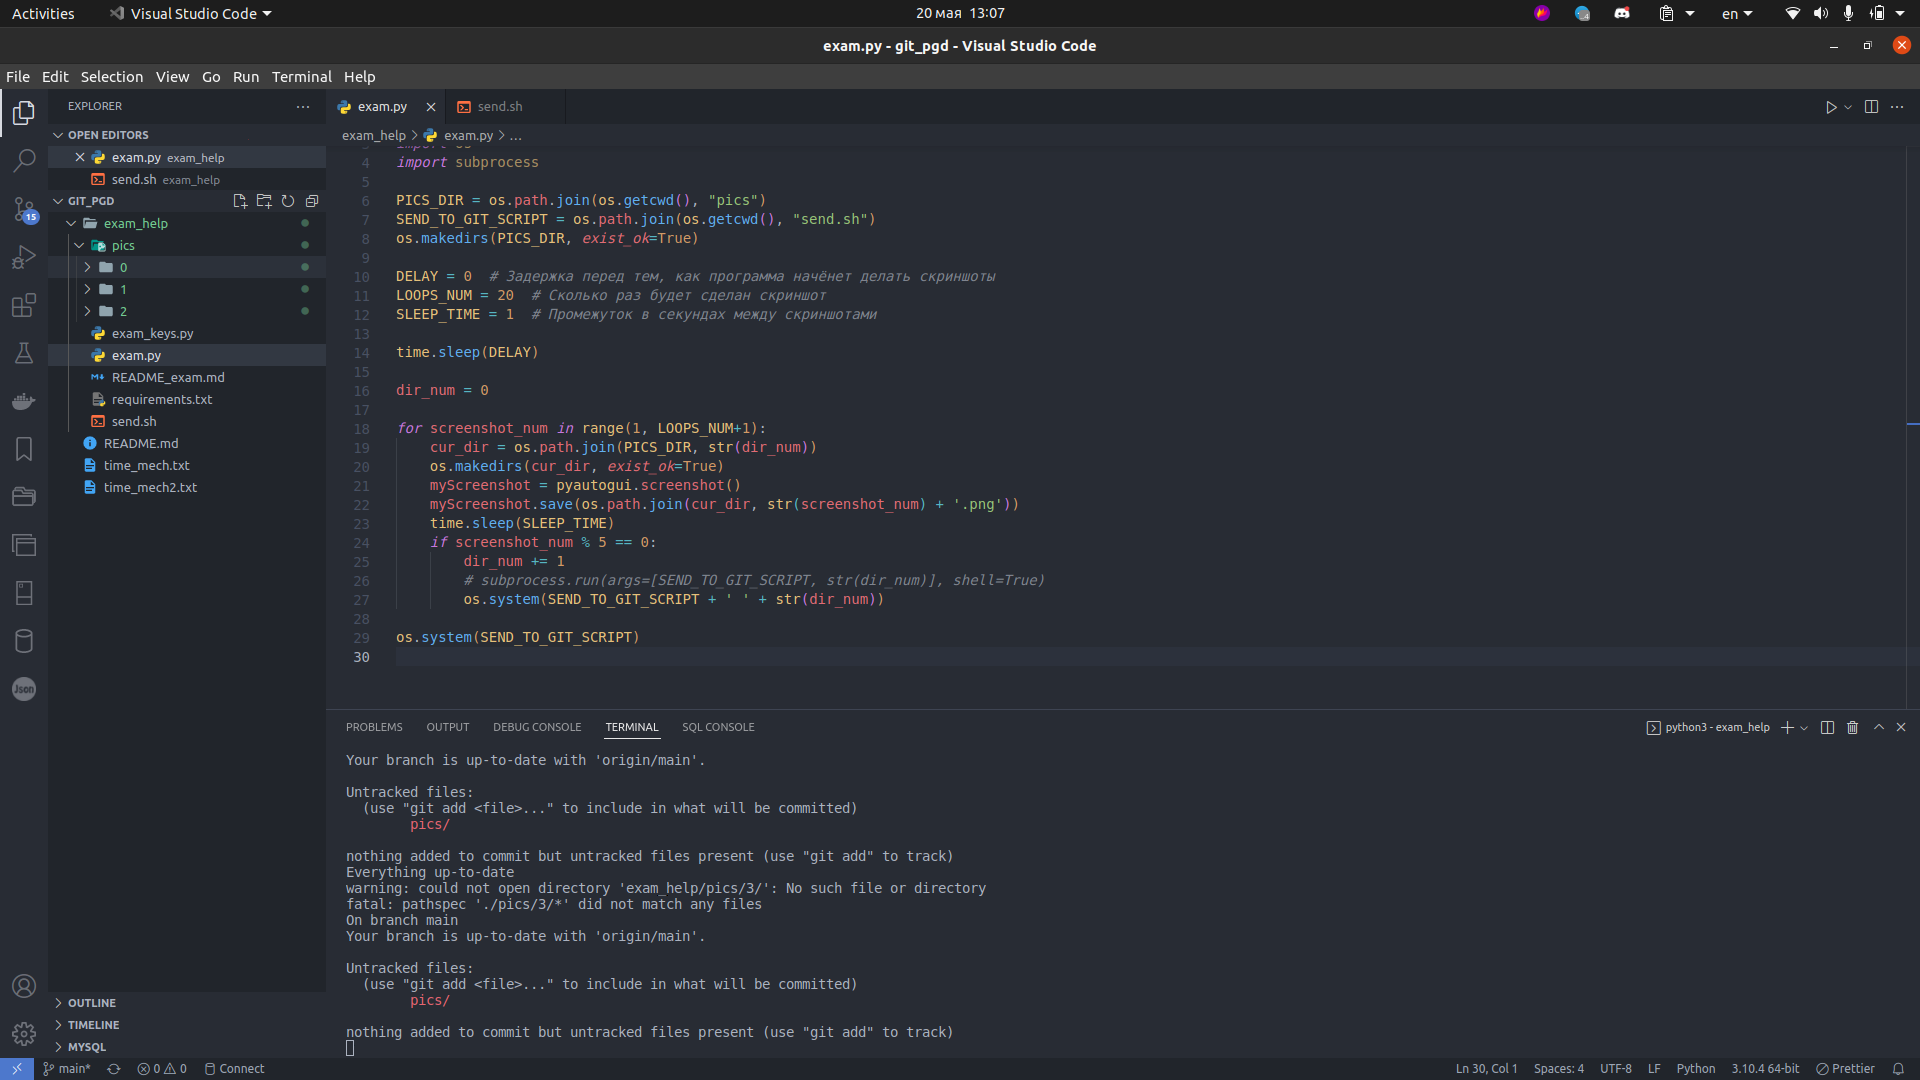 Activities
Visual Studio Code
20 мая 13:07
en
exam.py - git_pgd - Visual Studio Code
File Edit Selection View Go Run Terminal Help
EXPLORER
OPEN EDITORS
exam.py exam_help
send.sh exam_help
GIT_PGD
exam_help
pics
0
1
2
exam_keys.py
exam.py
README_exam.md
requirements.txt
send.sh
README.md
time_mech.txt
time_mech2.txt
OUTLINE
TIMELINE
MYSQL
15
Json
exam.py
send.sh
exam_help > exam.py > ...
3 import os
4 import subprocess
5
6 PICS_DIR = os.path.join(os.getcwd(), "pics")
7 SEND_TO_GIT_SCRIPT = os.path.join(os.getcwd(), "send.sh")
8 os.makedirs(PICS_DIR, exist_ok=True)
9
10 DELAY = 0  # Задержка перед тем, как программа начёнет делать скриншоты
11 LOOPS_NUM = 20  # Сколько раз будет сделан скриншот
12 SLEEP_TIME = 1  # Промежуток в секундах между скриншотами
13
14 time.sleep(DELAY)
15
16 dir_num = 0
17
18 for screenshot_num in range(1, LOOPS_NUM+1):
19     cur_dir = os.path.join(PICS_DIR, str(dir_num))
20     os.makedirs(cur_dir, exist_ok=True)
21     myScreenshot = pyautogui.screenshot()
22     myScreenshot.save(os.path.join(cur_dir, str(screenshot_num) + '.png'))
23     time.sleep(SLEEP_TIME)
24     if screenshot_num % 5 == 0:
25         dir_num += 1
26         # subprocess.run(args=[SEND_TO_GIT_SCRIPT, str(dir_num)], shell=True)
27         os.system(SEND_TO_GIT_SCRIPT + ' ' + str(dir_num))
28
29 os.system(SEND_TO_GIT_SCRIPT)
30
PROBLEMS OUTPUT DEBUG CONSOLE TERMINAL SQL CONSOLE
python3 - exam_help
Your branch is up-to-date with 'origin/main'.
Untracked files:
(use "git add <file>..." to include in what will be committed)
pics/
nothing added to commit but untracked files present (use "git add" to track)
Everything up-to-date
warning: could not open directory 'exam_help/pics/3/': No such file or directory
fatal: pathspec './pics/3/*' did not match any files
On branch main
Your branch is up-to-date with 'origin/main'.
Untracked files:
(use "git add <file>..." to include in what will be committed)
pics/
nothing added to commit but untracked files present (use "git add" to track)
main* 0 0 Connect
Ln 30, Col 1 Spaces: 4 UTF-8 LF Python 3.10.4 64-bit Prettier